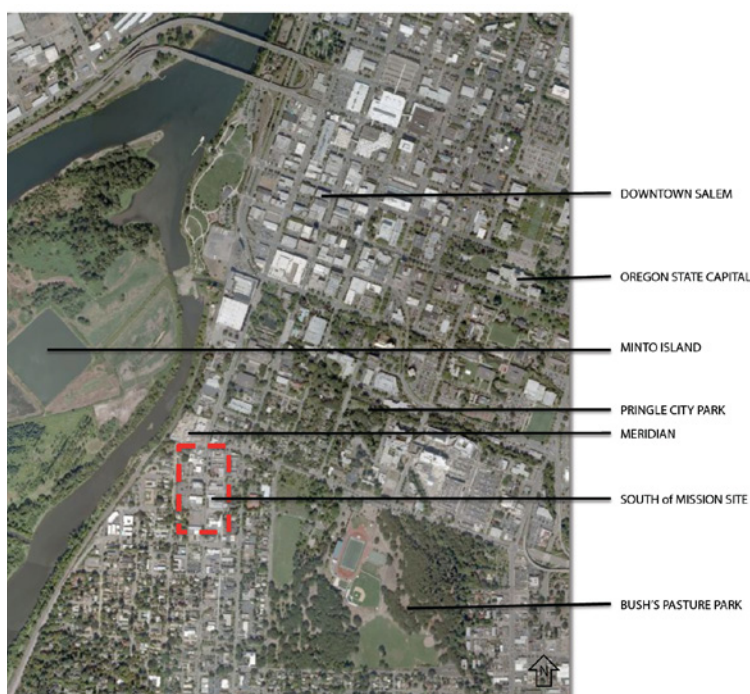 DOWNTOWN SALEM
OREGON STATE CAPITAL
MINTO ISLAND
PRINGLE CITY PARK
MERIDIAN
SOUTH of MISSION SITE
BUSH'S PASTURE PARK
N